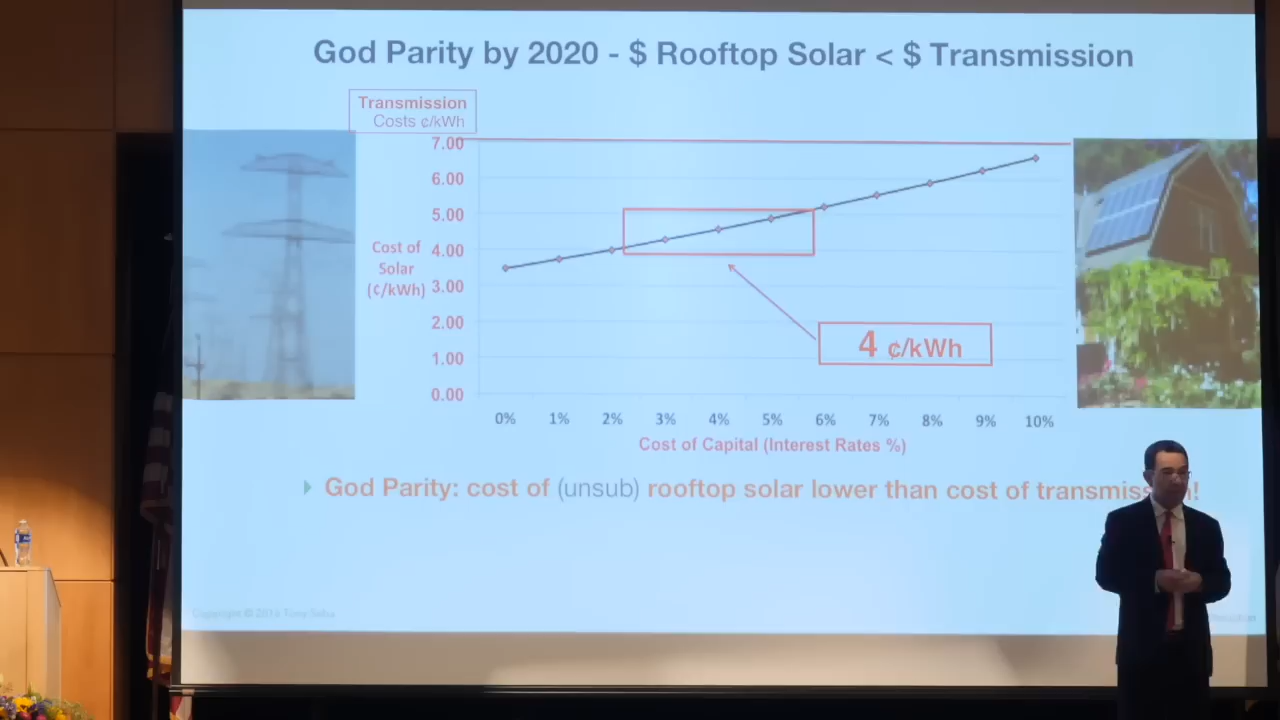 God Parity by 2020 - $ Rooftop Solar < $ Transmission
Transmission
Costs ¢/kWh
7.00
6.00
5.00
4.00
3.00
2.00
1.00
0.00
Cost of
Solar
(¢/kWh)
4 ¢/kWh
0% 1% 2% 3% 4% 5% 6% 7% 8% 9% 10%
Cost of Capital (Interest Rates %)
God Parity: cost of (unsub) rooftop solar lower than cost of
Copyright ©